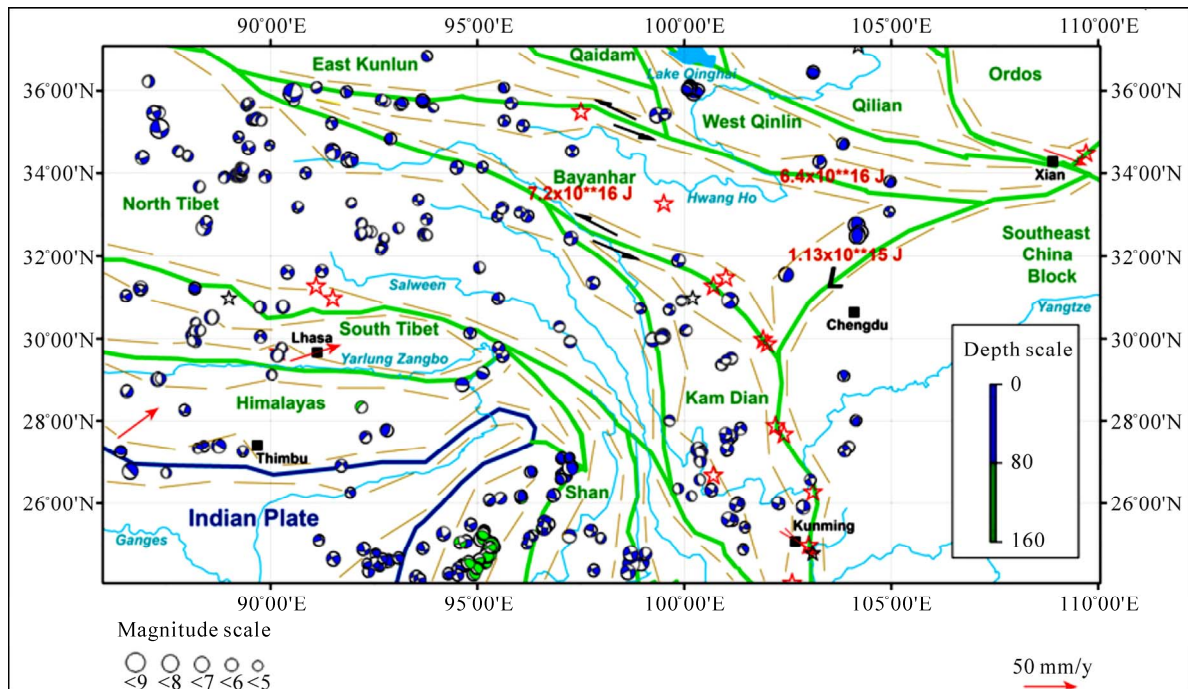 90°00'E 95°00'E 100°00'E 105°00'E 110°00'E
East Kunlun
Qaidam
Lake Qinghai
Ordos
36°00'N
36°00'N
Qilian
West Qinlin
Xian
34°00'N
34°00'N
Bayanhar
6.4x10**16 J
7.2x10**16 J
Hwang Ho
North Tibet
Southeast
China
Block
32°00'N
32°00'N
1.13x10**15 J
Salween
Yangtze
Chengdu
South Tibet
30°00'N
30°00'N
Lhasa
Yarlung Zangbo
Depth scale
0
80
160
Kam Dian
Himalayas
28°00'N
28°00'N
Thimbu
Shan
26°00'N
26°00'N
Indian Plate
Kunming
Ganges
90°00'E 95°00'E 100°00'E 105°00'E 110°00'E
Magnitude scale
<9 <8 <7 <6 <5
50 mm/y